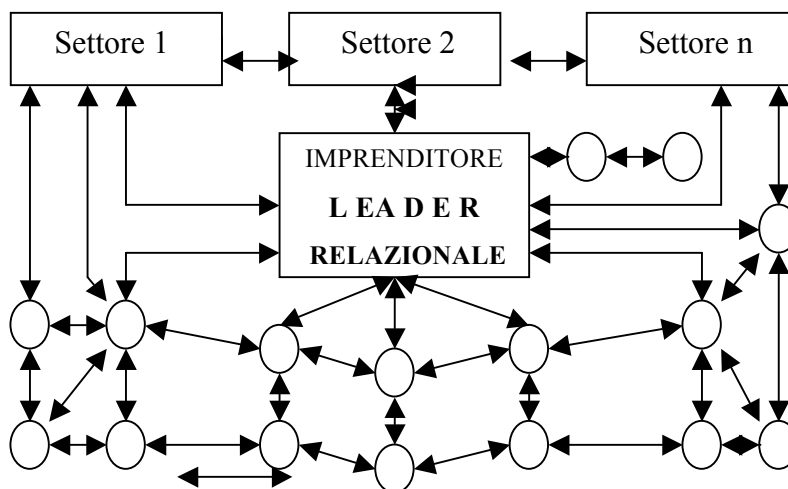 Settore 1
Settore 2
Settore n
IMPRENDITORE
L EA D E R
RELAZIONALE